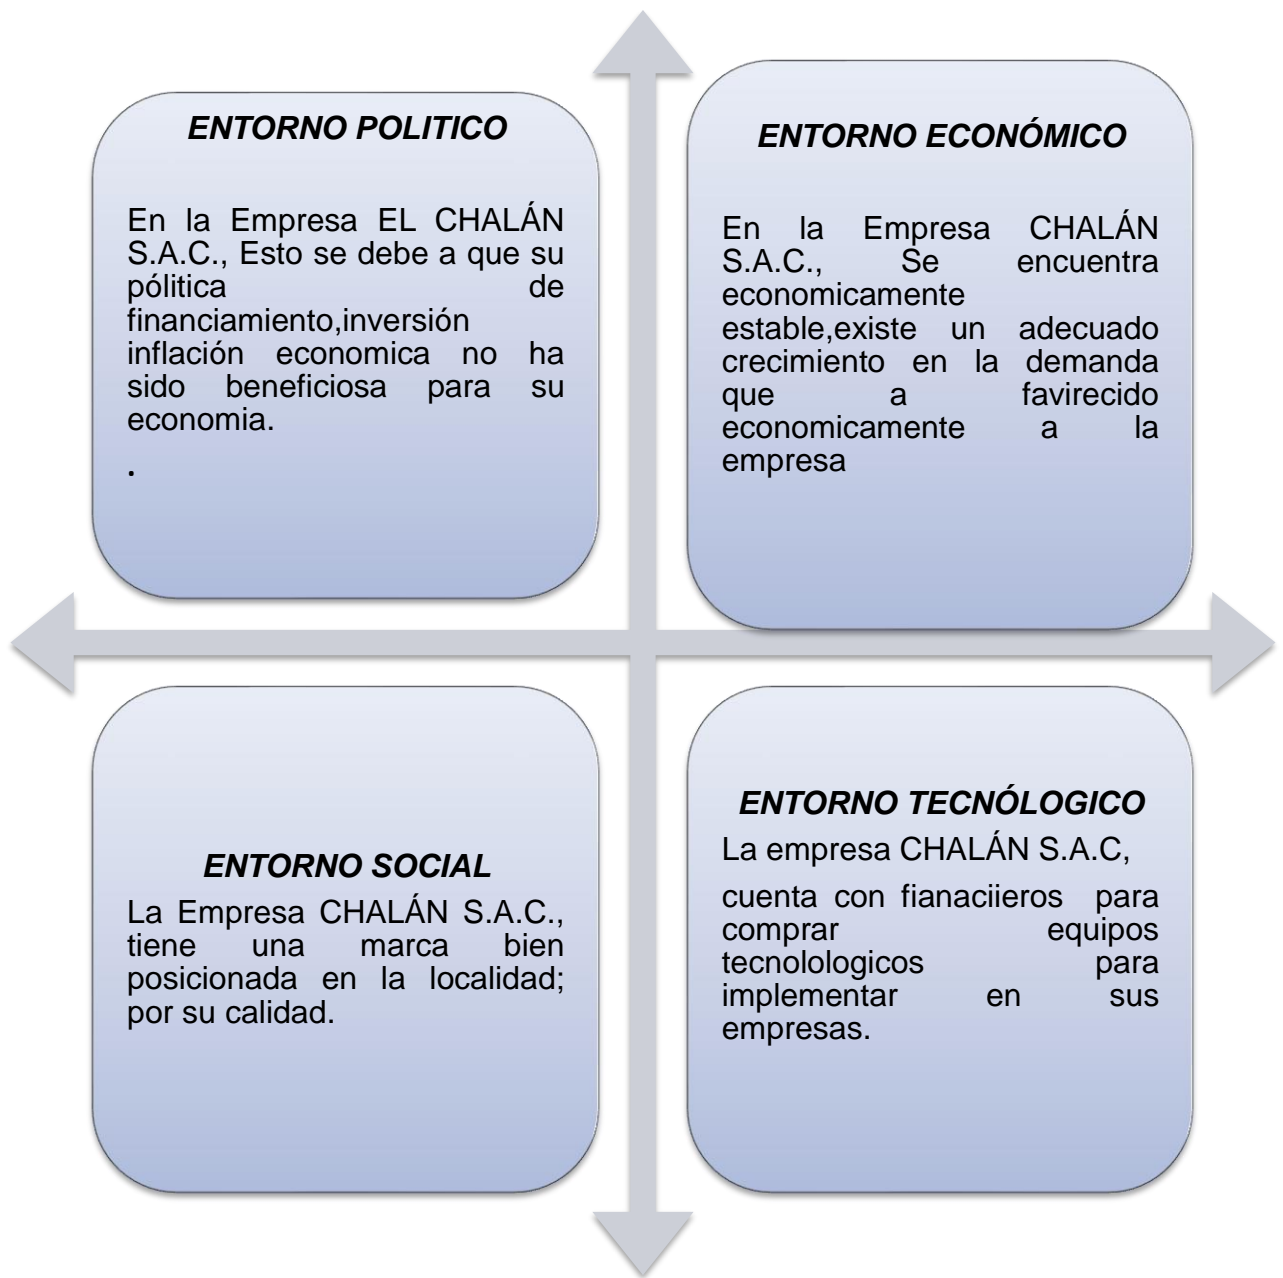 ENTORNO POLITICO
En la Empresa EL CHALÁN
S.A.C., Esto se debe a que su
pólitica de
financiamiento,inversión
inflación economica no ha
sido beneficiosa para su
economia.
.
ENTORNO ECONÓMICO
En la Empresa CHALÁN
S.A.C., Se encuentra
economicamente
estable,existe un adecuado
crecimiento en la demanda
que a favirecido
economicamente a la
empresa
ENTORNO SOCIAL
La Empresa CHALÁN S.A.C.,
tiene una marca bien
posicionada en la localidad;
por su calidad.
ENTORNO TECNÓLOGICO
La empresa CHALÁN S.A.C,
cuenta con fianaciieros para
comprar equipos
tecnolologicos para
implementar en sus
empresas.